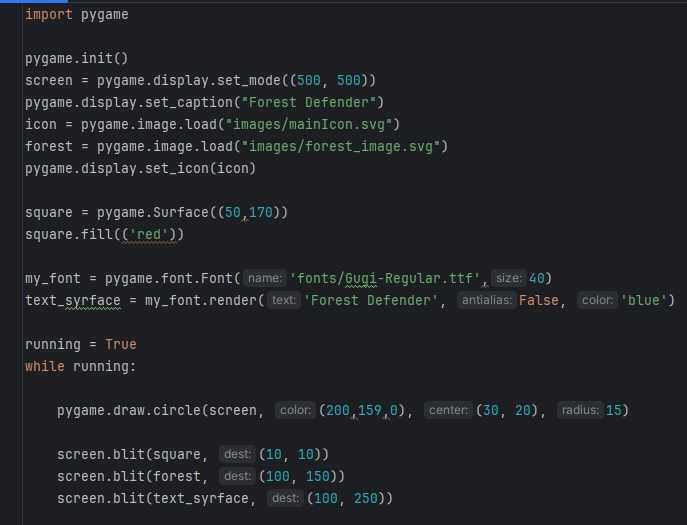 import pygame
pygame.init()
screen = pygame.display.set_mode((500, 500))
pygame.display.set_caption("Forest Defender")
icon = pygame.image.load("images/mainIcon.svg")
forest = pygame.image.load("images/forest_image.svg")
pygame.display.set_icon(icon)
square = pygame.Surface((50,170))
square.fill(('red'))
my_font = pygame.font.Font( name: 'fonts/Gugi-Regular.ttf', size: 40)
text_syrface = my_font.render( text: 'Forest Defender', antialias: False, color: 'blue')
running = True
while running:
pygame.draw.circle(screen, color: (200,159,0), center: (30, 20), radius: 15)
screen.blit(square, dest: (10, 10))
screen.blit(forest, dest: (100, 150))
screen.blit(text_syrface, dest: (100, 250))